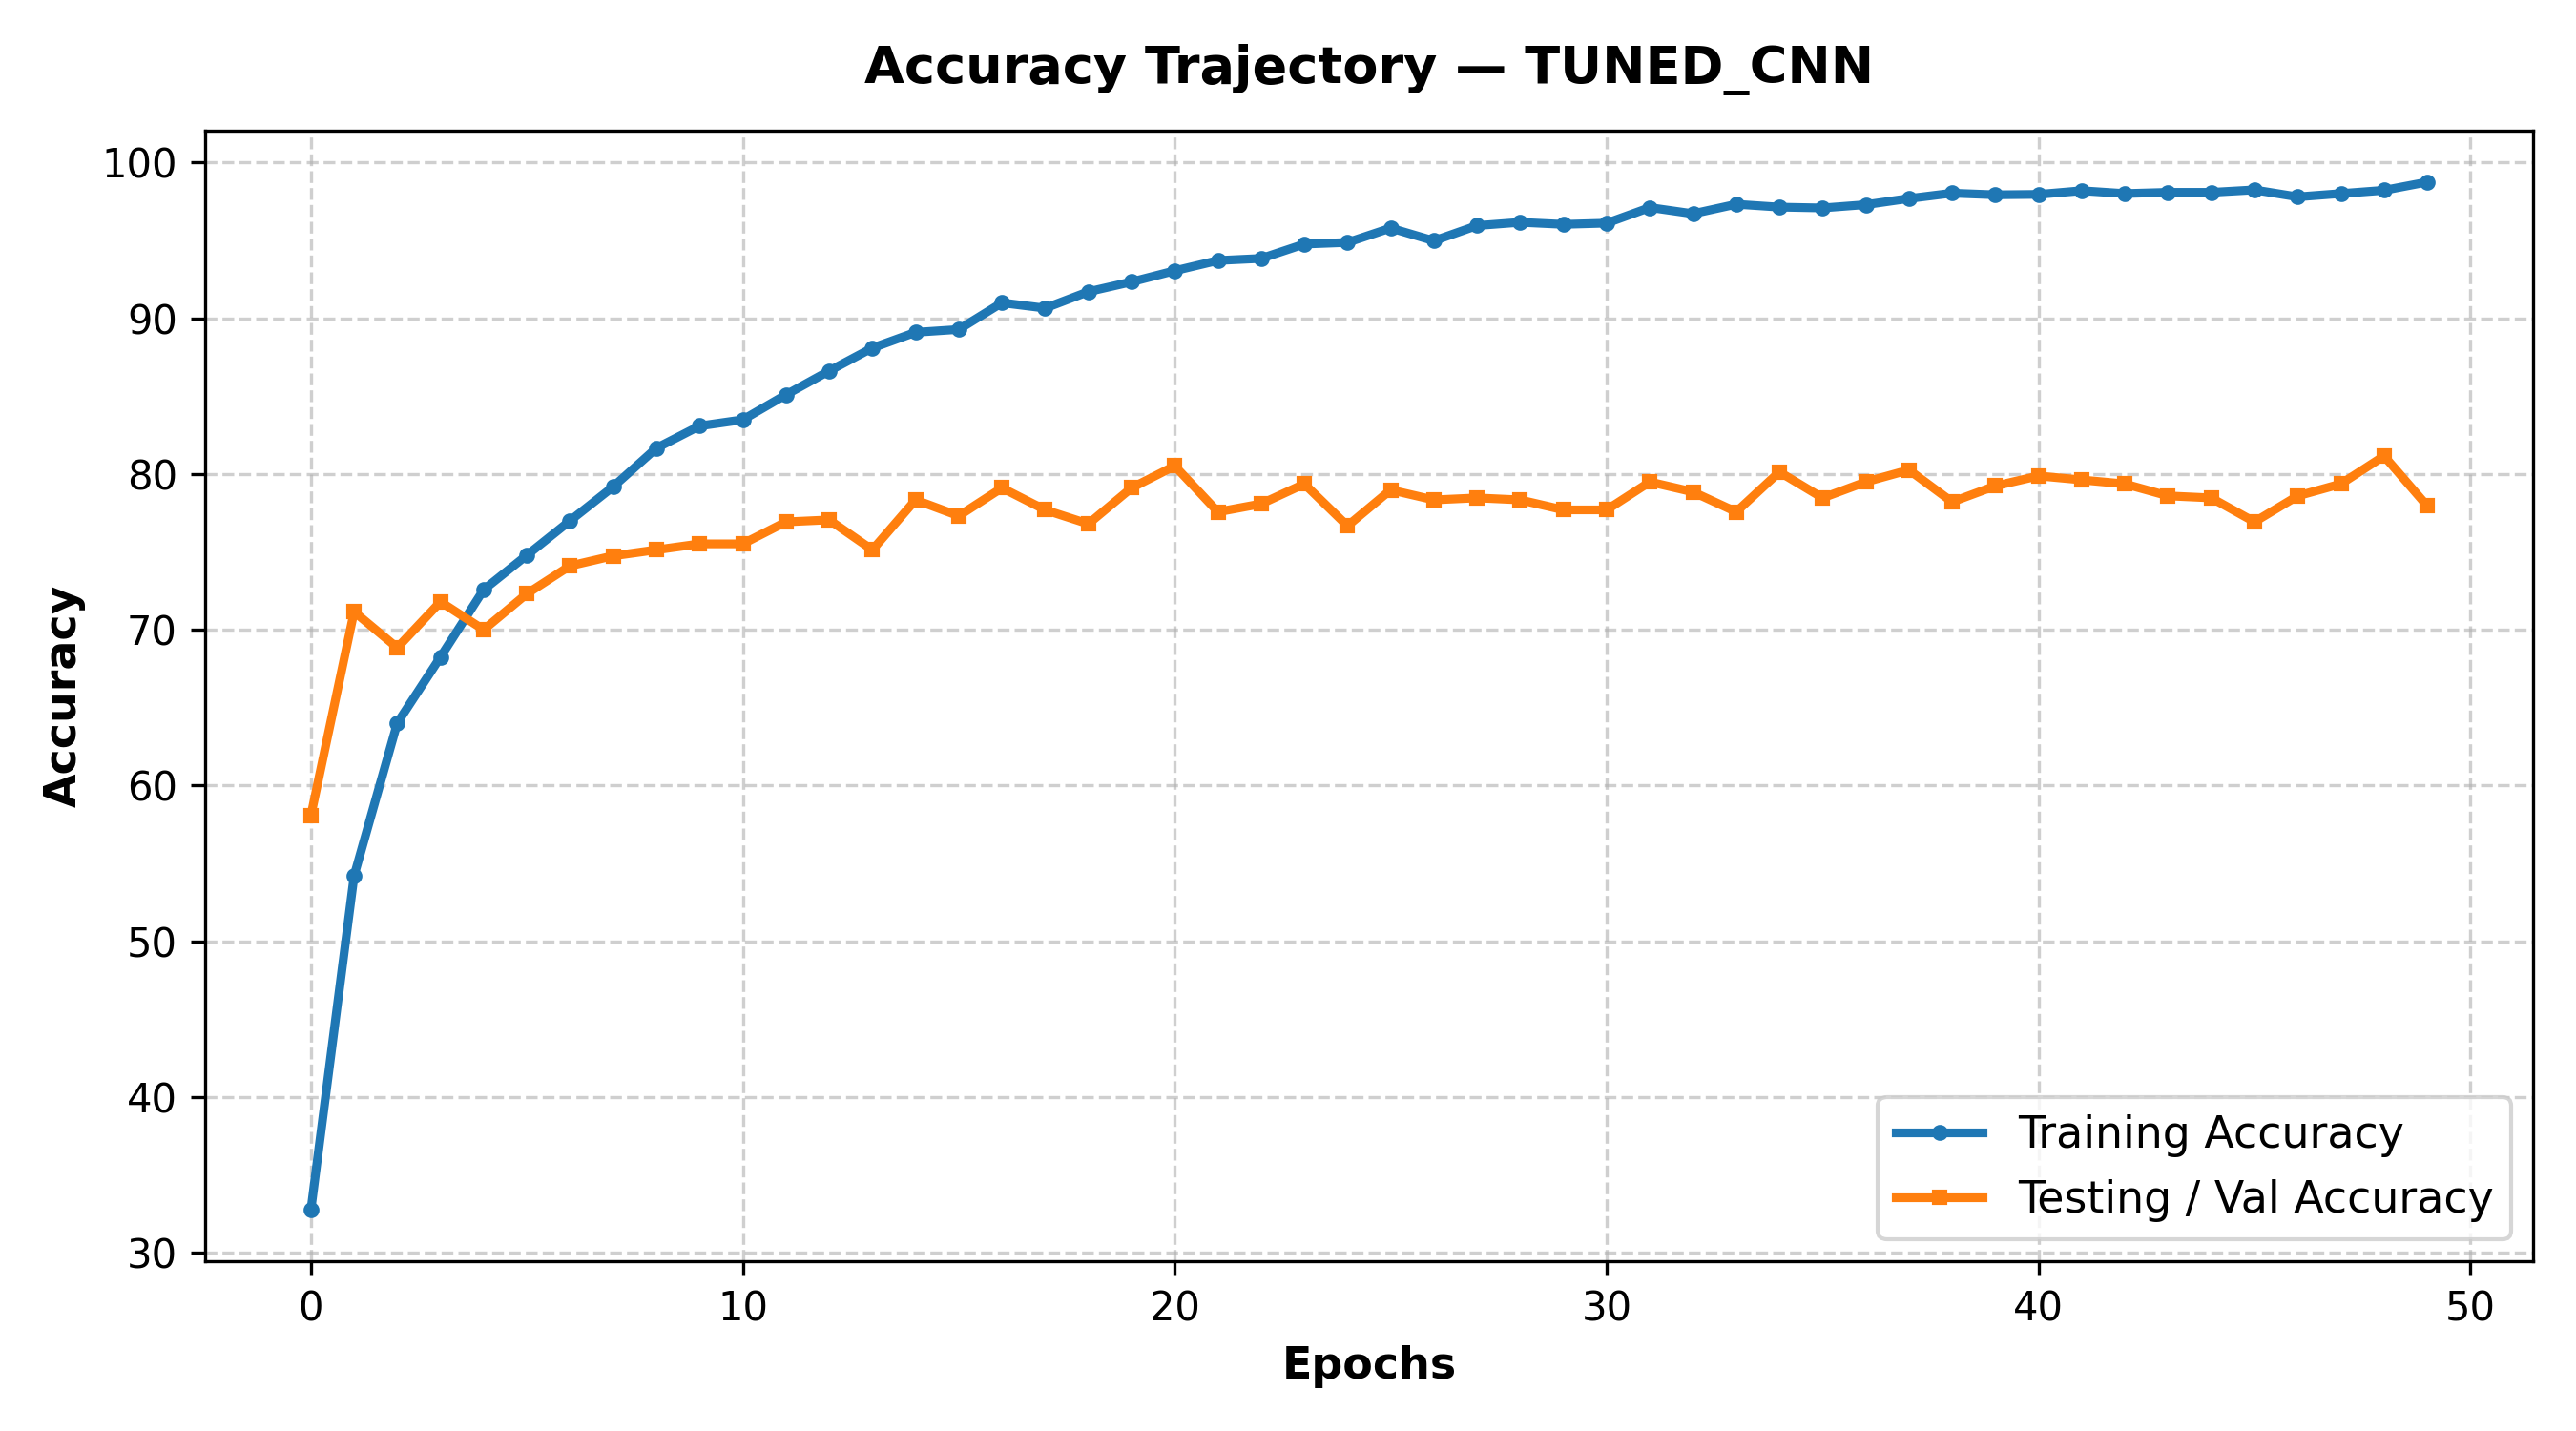 Accuracy Trajectory — TUNED_CNN
100
90
80
70
60
50
40
30
Accuracy
0 10 20 30 40 50
Epochs
Training Accuracy
Testing / Val Accuracy